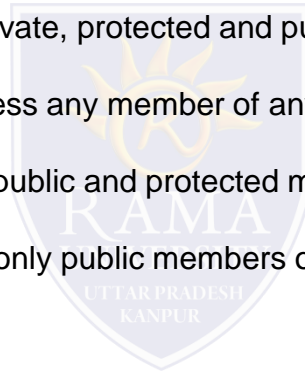 vate, protected and pu
ess any member of an
public and protected m
only public members o
RAMA
UTTAR PRADESH
KANPUR